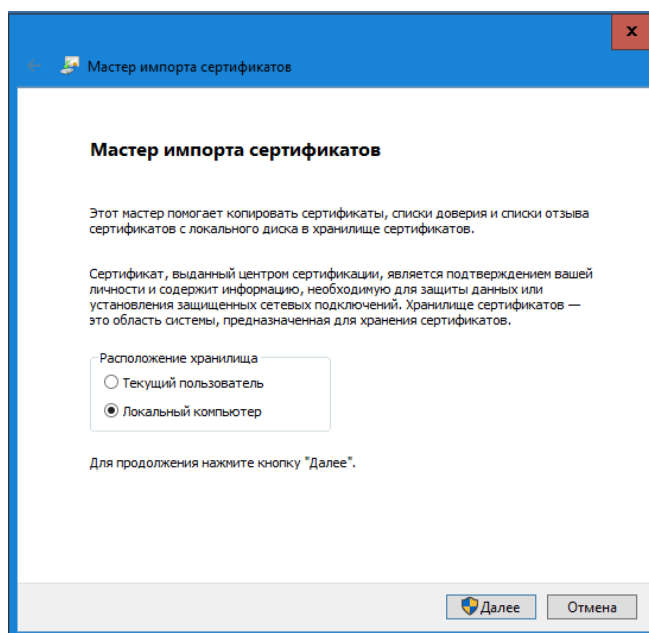 x
Мастер импорта сертификатов
Мастер импорта сертификатов
Этот мастер помогает копировать сертификаты, списки доверия и списки отзыва
сертификатов с локального диска в хранилище сертификатов.
Сертификат, выданный центром сертификации, является подтверждением вашей
личности и содержит информацию, необходимую для защиты данных или
установления защищенных сетевых подключений. Хранилище сертификатов —
это область системы, предназначенная для хранения сертификатов.
Расположение хранилища
Текущий пользователь
Локальный компьютер
Для продолжения нажмите кнопку "Далее".
Далее Отмена